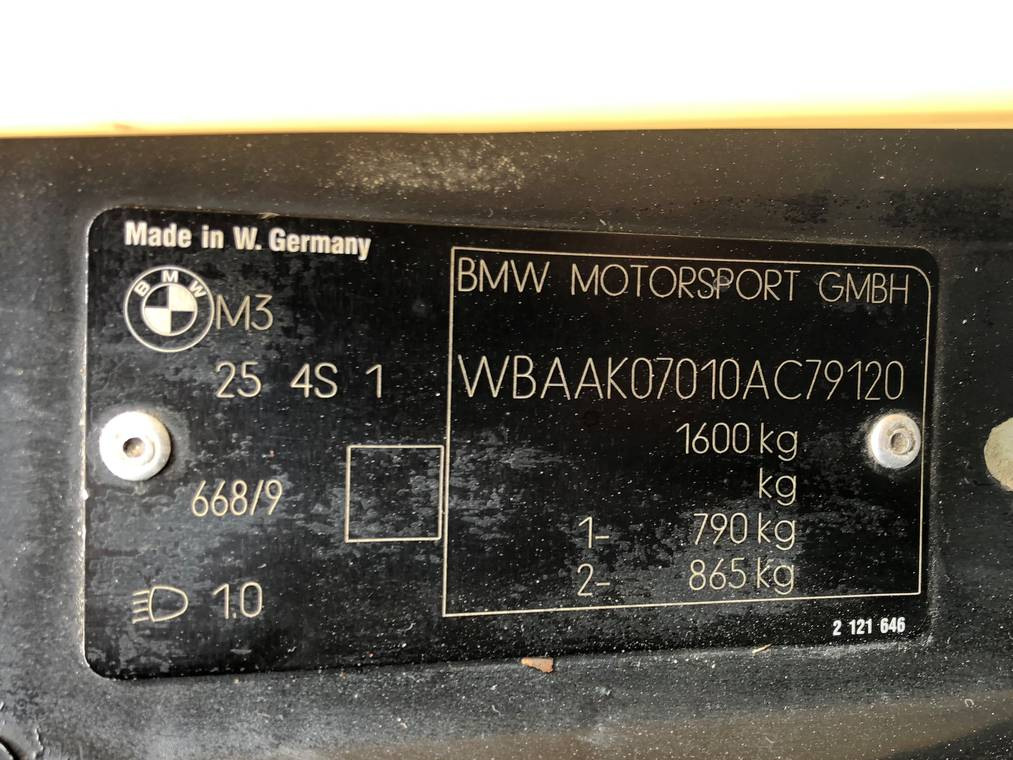 Made in W. Germany
BMW
M3
25 4S 1
668/9
1.0
BMW MOTORSPORT GMBH
WBAAK07010AC79120
1600 kg
kg
1- 790 kg
2- 865 kg
2 121 646